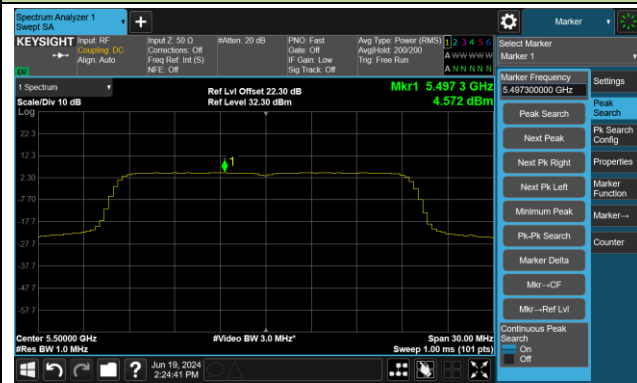 Spectrum Analyzer 1
Swept SA
+
Marker
KEYSIGHT
Input: RF
Coupling: DC
Align: Auto
Input Z: 50 Ω
Corrections: Off
Freq Ref: Int (S)
NFE: Off
#Atten: 20 dB
PNO: Fast
Gate: Off
IF Gain: Low
Sig Track: Off
Avg Type: Power (RMS)
Avg|Hold: 200/200
Trig: Free Run
1 2 3 4 5 6
A W W W W W
A N N N N N
LXI
Select Marker
Marker 1
1 Spectrum
Scale/Div 10 dB
Ref Lvl Offset 22.30 dB
Ref Level 32.30 dBm
Mkr1 5.497 3 GHz
4.572 dBm
Log
22.3
12.3
2.30
-7.70
-17.7
-27.7
-37.7
-47.7
-57.7
1
Center 5.50000 GHz
#Res BW 1.0 MHz
#Video BW 3.0 MHz*
Span 30.00 MHz
Sweep 1.00 ms (101 pts)
Marker Frequency
5.497300000 GHz
Peak Search
Next Peak
Next Pk Right
Next Pk Left
Minimum Peak
Pk-Pk Search
Marker Delta
Mkr→CF
Mkr→Ref Lvl
Continuous Peak
Search
On
Off
Settings
Peak
Search
Pk Search
Config
Properties
Marker
Function
Marker→
Counter
?
Jun 19, 2024
2:24:41 PM